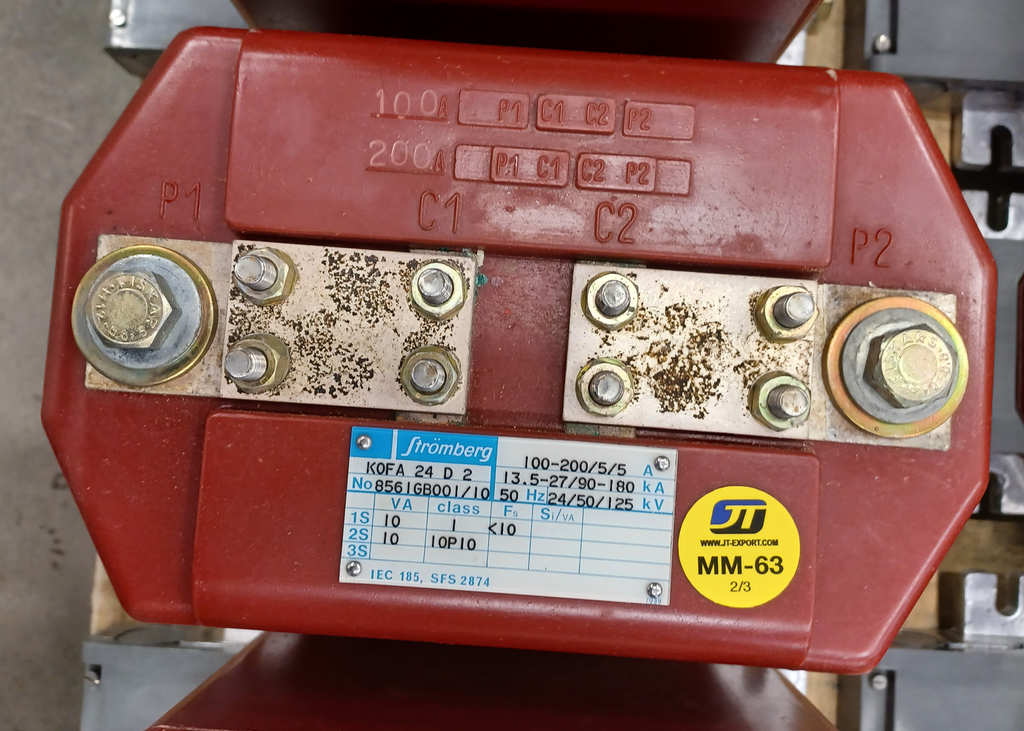 100A P1 C1 C2 P2
200A P1 C1 C2 P2
P1 C1 C2 P2
Strömberg 100-200/5/5 A
KOFA 24 D 2 13.5-27/90-180 kA
No 8561GB001/10 50 Hz 24/50/125 kV
VA class Fs Si/VA
1S 10 1 <10
2S 10 10P10
3S
IEC 185, SFS 2874
JT
WWW.JT-EXPORT.COM
MM-63
2/3